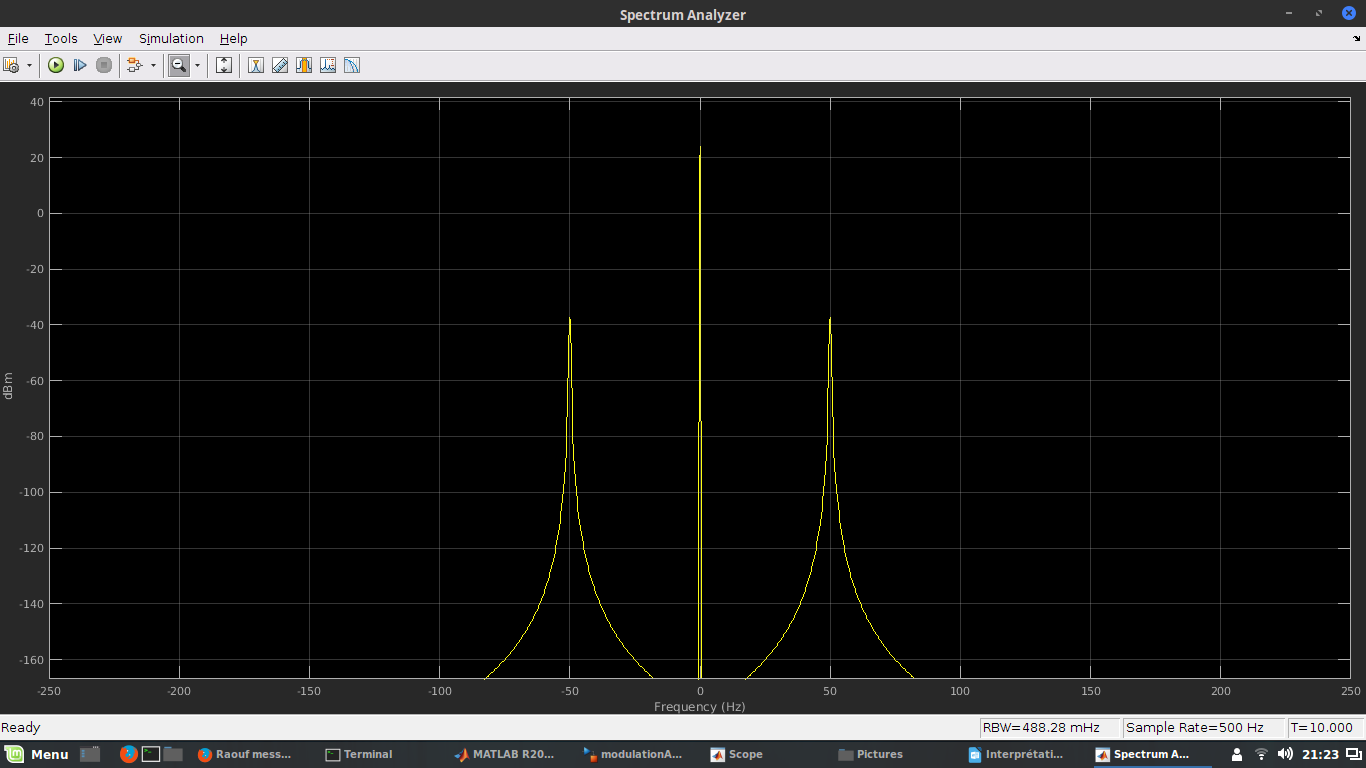 Spectrum Analyzer
File Tools View Simulation Help
40
20
0
-20
-40
-60
-80
-100
-120
-140
-160
dBm
-250 -200 -150 -100 -50 0 50 100 150 200 250
Frequency (Hz)
Ready RBW=488.28 mHz Sample Rate=500 Hz T=10.000
Menu Raouf mess... Terminal MATLAB R20... modulationA... Scope Pictures Interprétati... Spectrum A... 21:23